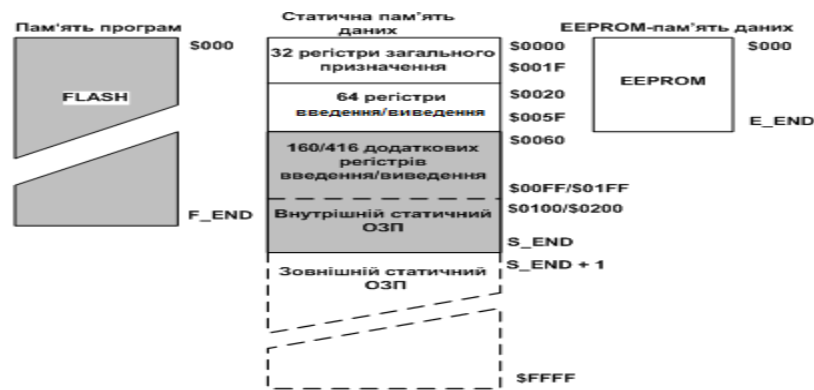 Пам'ять програм
$000
FLASH
F_END
Статична пам'ять
даних
32 регістри загального
призначення
$0000
$001F
64 регістри
введення/виведення
$0020
$005F
160/416 додаткових
регістрів
введення/виведення
$0060
$00FF/$01FF
Внутрішній статичний
ОЗП
$0100/$0200
S_END
Зовнішній статичний
ОЗП
S_END + 1
$FFFF
EEPROM-пам'ять даних
$000
EEPROM
E_END